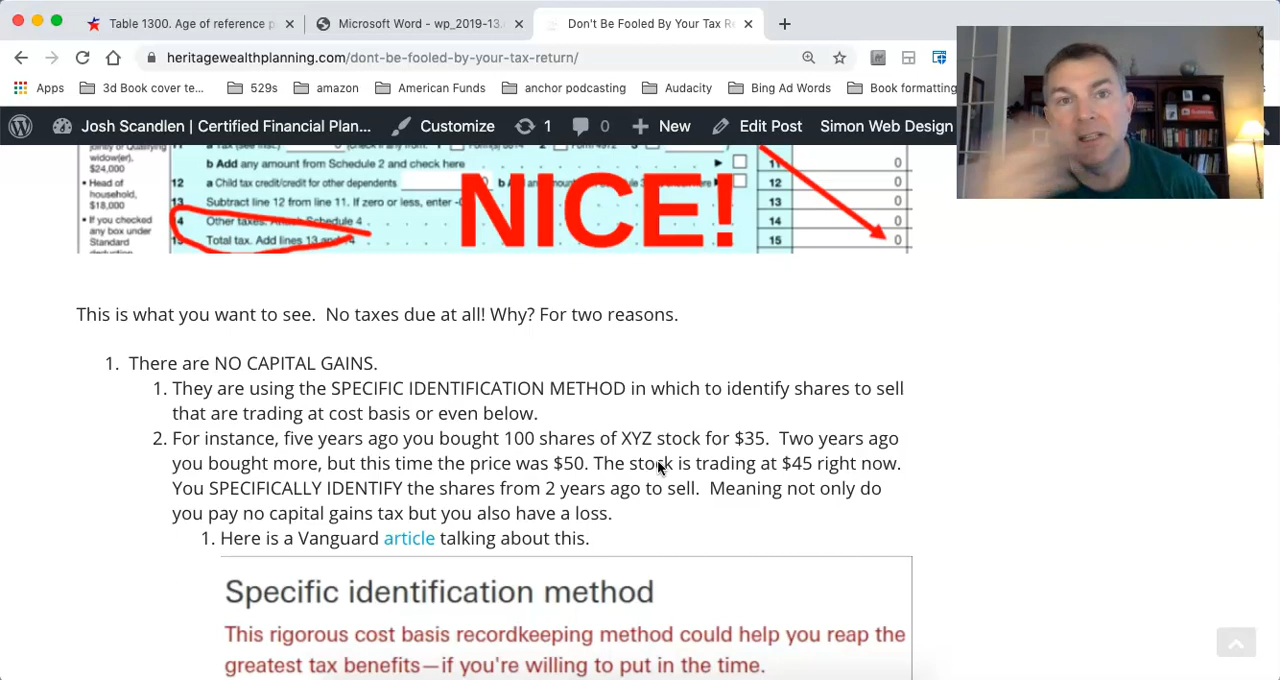 Table 1300. Age of reference p
Microsoft Word - wp_2019-13.
Don't Be Fooled By Your Tax Re
heritagewealthplanning.com/dont-be-fooled-by-your-tax-return/
Apps 3d Book cover te... 529s amazon American Funds anchor podcasting Audacity Bing Ad Words Book formatting
Josh Scandlen | Certified Financial Plan... Customize 1 0 New Edit Post Simon Web Design
widow(er),
$24,000
• Head of
household,
$18,000
• If you checked
any box under
Standard
b Add any amount from Schedule 2 and check here 11 0
12 a Child tax credit/credit for other dependents b 12 0
13 Subtract line 12 from line 11. If zero or less, enter 13 0
14 Other taxes. Attach Schedule 4 14 0
15 Total tax. Add lines 13 and 14 15 0
NICE!
This is what you want to see. No taxes due at all! Why? For two reasons.
1. There are NO CAPITAL GAINS.
1. They are using the SPECIFIC IDENTIFICATION METHOD in which to identify shares to sell
that are trading at cost basis or even below.
2. For instance, five years ago you bought 100 shares of XYZ stock for $35. Two years ago
you bought more, but this time the price was $50. The stock is trading at $45 right now.
You SPECIFICALLY IDENTIFY the shares from 2 years ago to sell. Meaning not only do
you pay no capital gains tax but you also have a loss.
1. Here is a Vanguard article talking about this.
Specific identification method
This rigorous cost basis recordkeeping method could help you reap the
greatest tax benefits—if you're willing to put in the time.